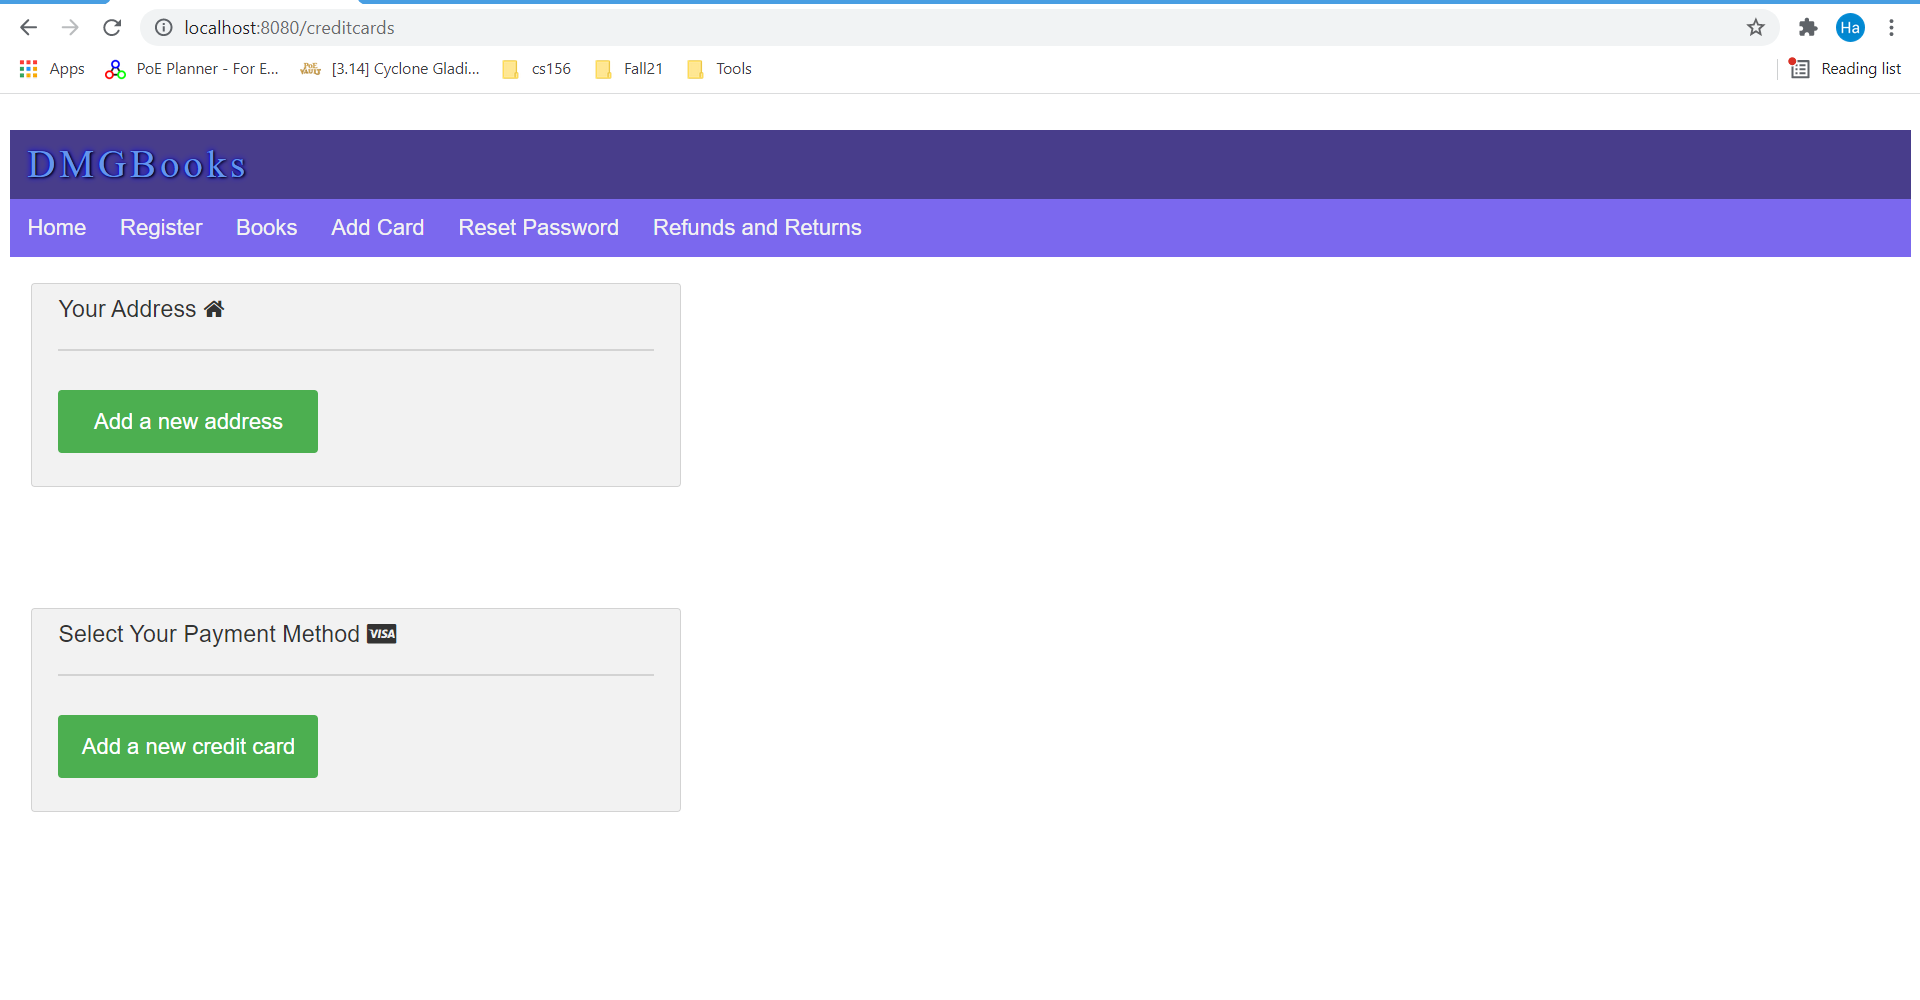 localhost:8080/creditcards
Ha
Apps PoE Planner - For E... PoE VAULT [3.14] Cyclone Gladi... cs156 Fall21 Tools Reading list
DMGBooks
Home Register Books Add Card Reset Password Refunds and Returns
Your Address
Add a new address
Select Your Payment Method VISA
Add a new credit card